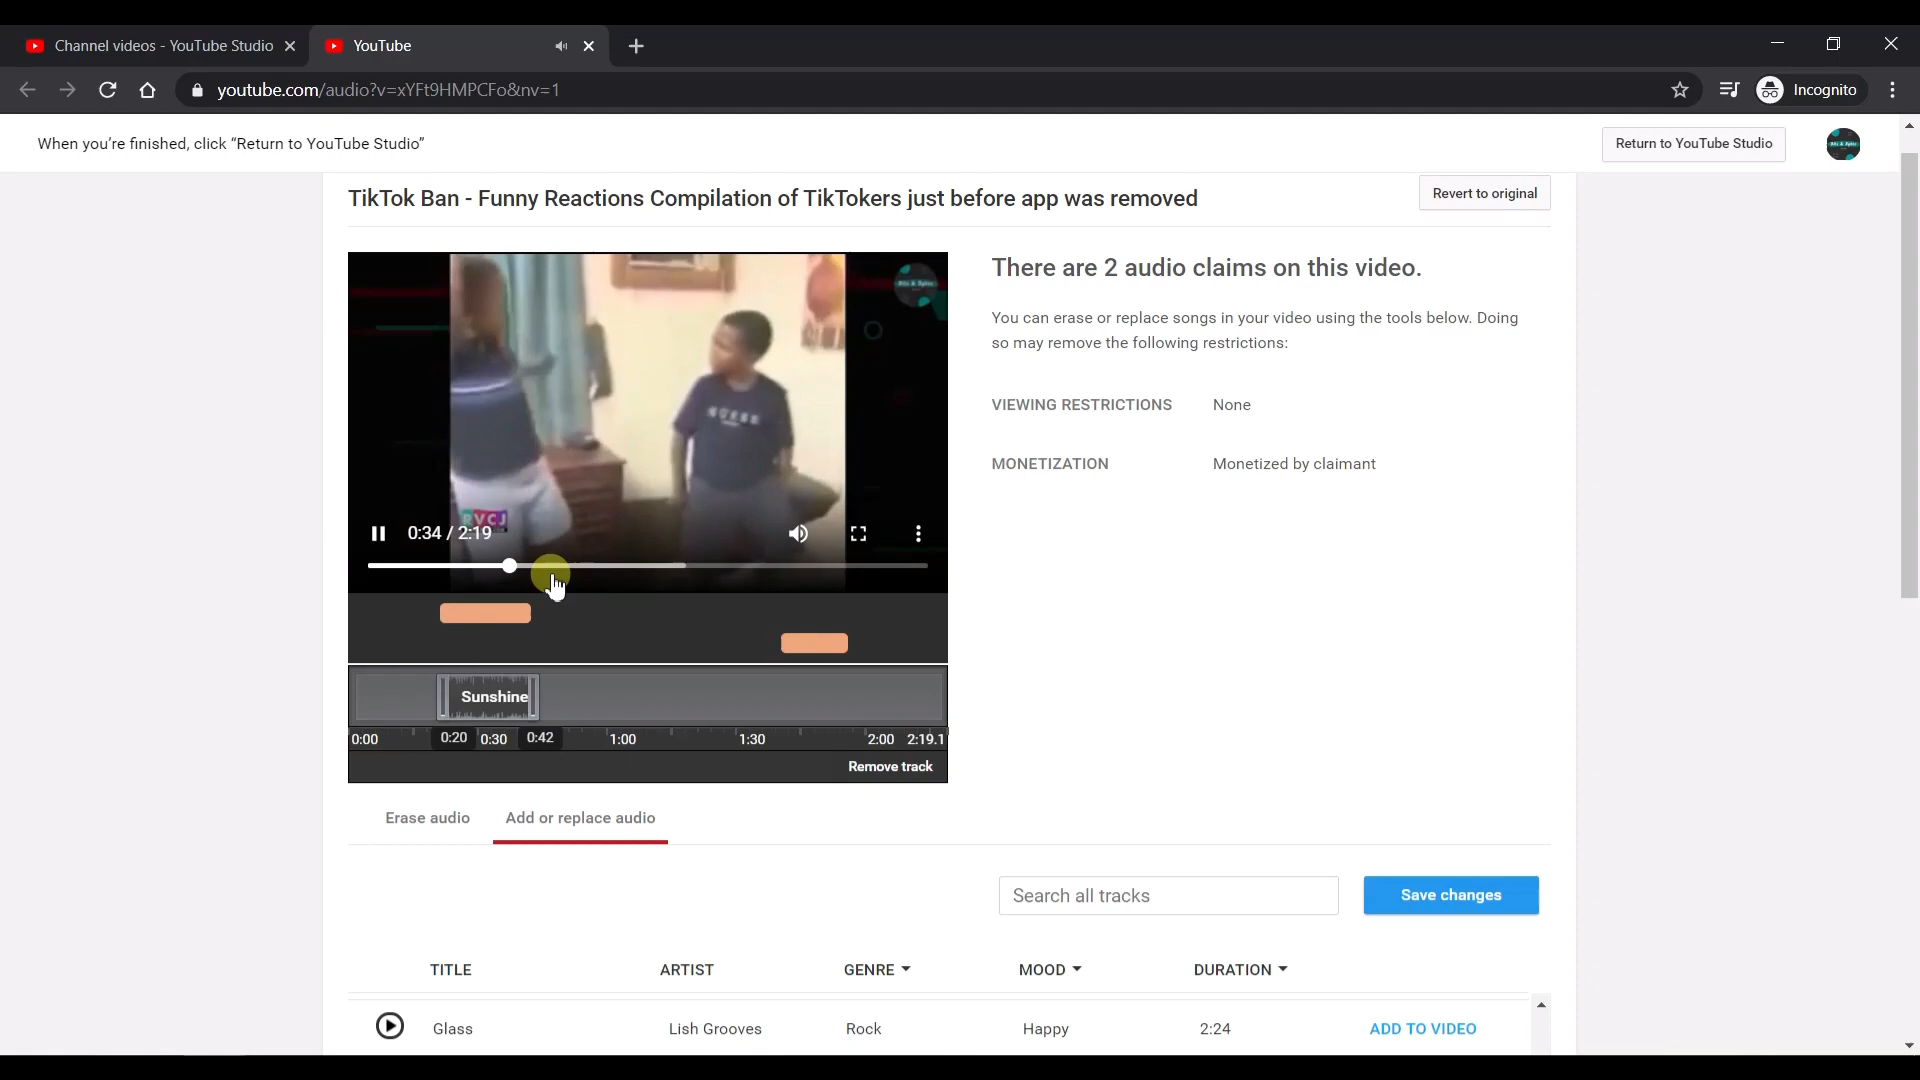 Channel videos - YouTube Studio
YouTube
youtube.com/audio?v=xYFt9HMPCFo&nv=1
Incognito
When you're finished, click “Return to YouTube Studio”
Return to YouTube Studio
TikTok Ban - Funny Reactions Compilation of TikTokers just before app was removed
Revert to original
There are 2 audio claims on this video.
You can erase or replace songs in your video using the tools below. Doing
so may remove the following restrictions:
VIEWING RESTRICTIONS None
MONETIZATION Monetized by claimant
GUESS
RVCJ
0:34 / 2:19
Sunshine
0:00 0:20 0:30 0:42 1:00 1:30 2:00 2:19.1
Remove track
Erase audio Add or replace audio
Search all tracks
Save changes
TITLE ARTIST GENRE MOOD DURATION
Glass Lish Grooves Rock Happy 2:24 ADD TO VIDEO